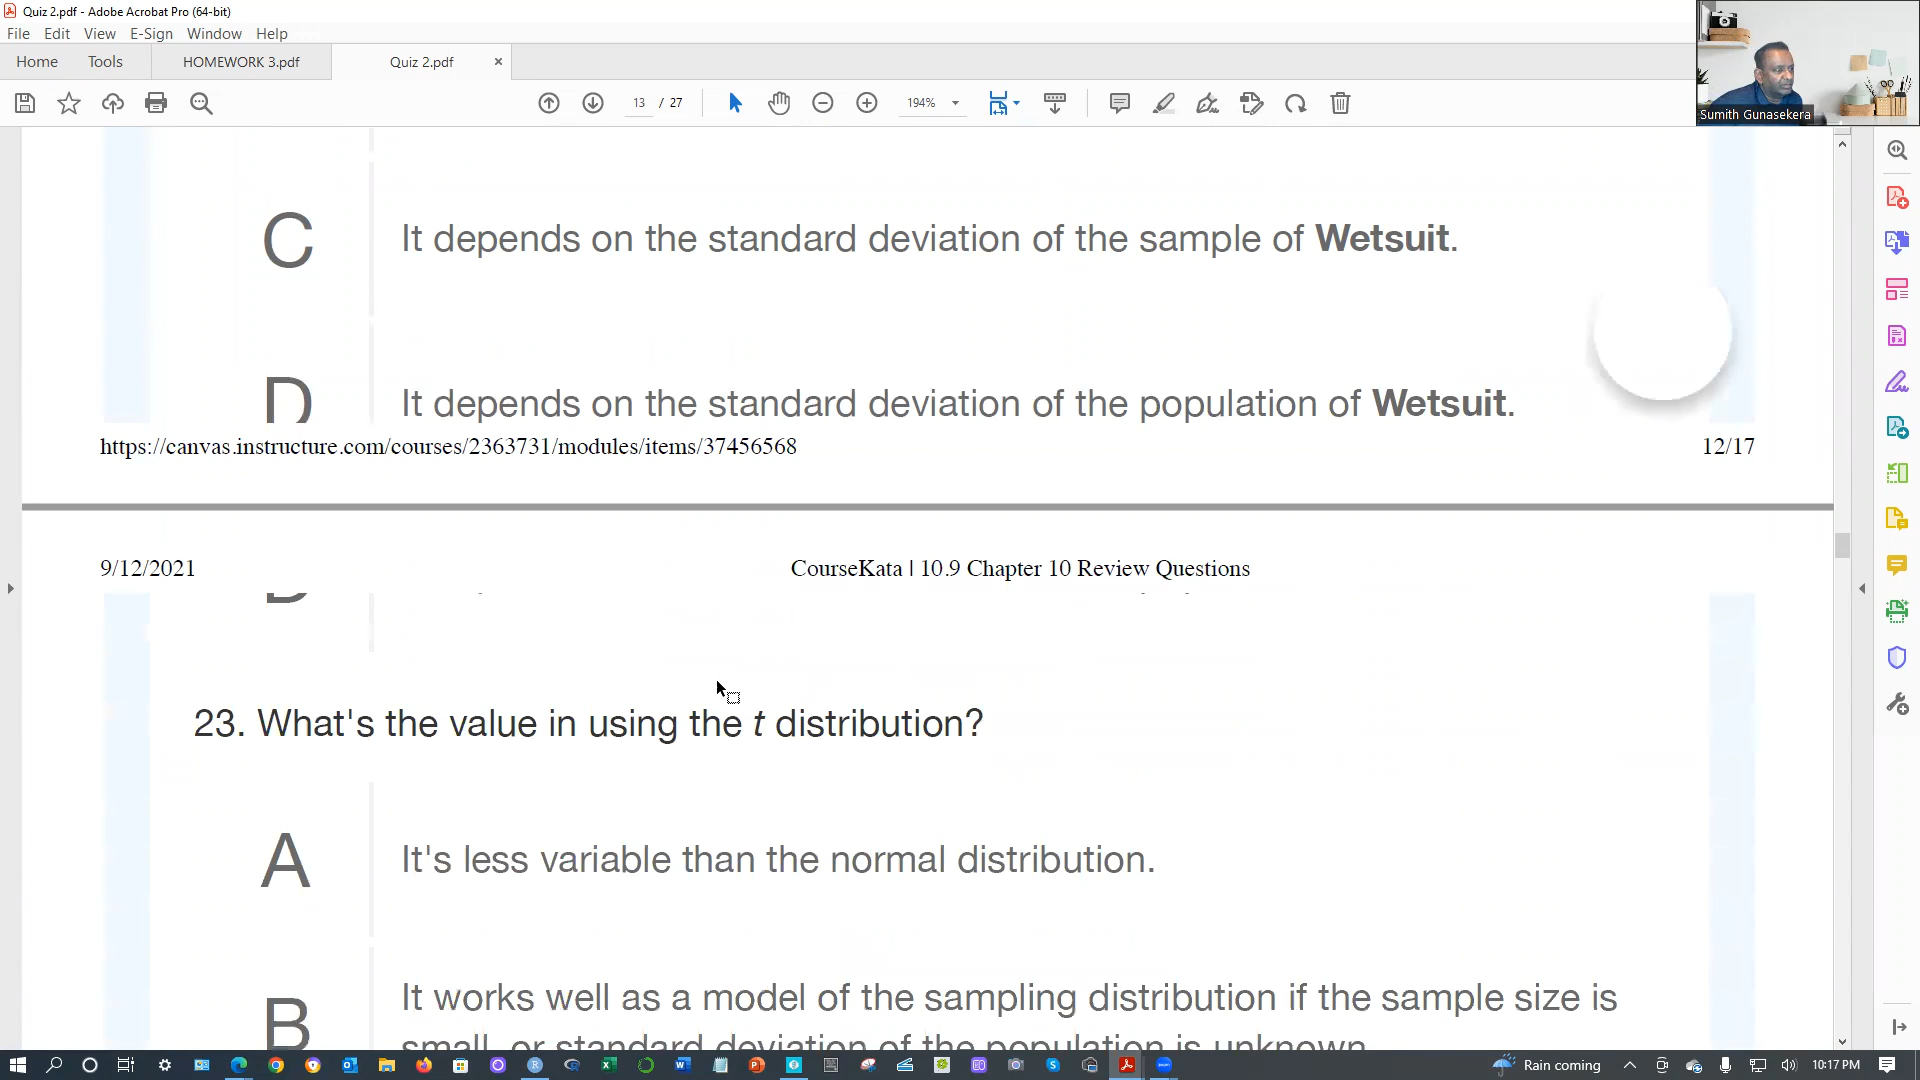 Quiz 2.pdf - Adobe Acrobat Pro (64-bit)
File Edit View E-Sign Window Help
Home Tools HOMEWORK 3.pdf Quiz 2.pdf ×
13 / 27 194%
Sumith Gunasekera
C It depends on the standard deviation of the sample of Wetsuit.
D It depends on the standard deviation of the population of Wetsuit.
https://canvas.instructure.com/courses/2363731/modules/items/37456568 12/17
9/12/2021 CourseKata | 10.9 Chapter 10 Review Questions
23. What's the value in using the t distribution?
A It's less variable than the normal distribution.
B It works well as a model of the sampling distribution if the sample size is
small, or standard deviation of the population is unknown
Rain coming 10:17 PM